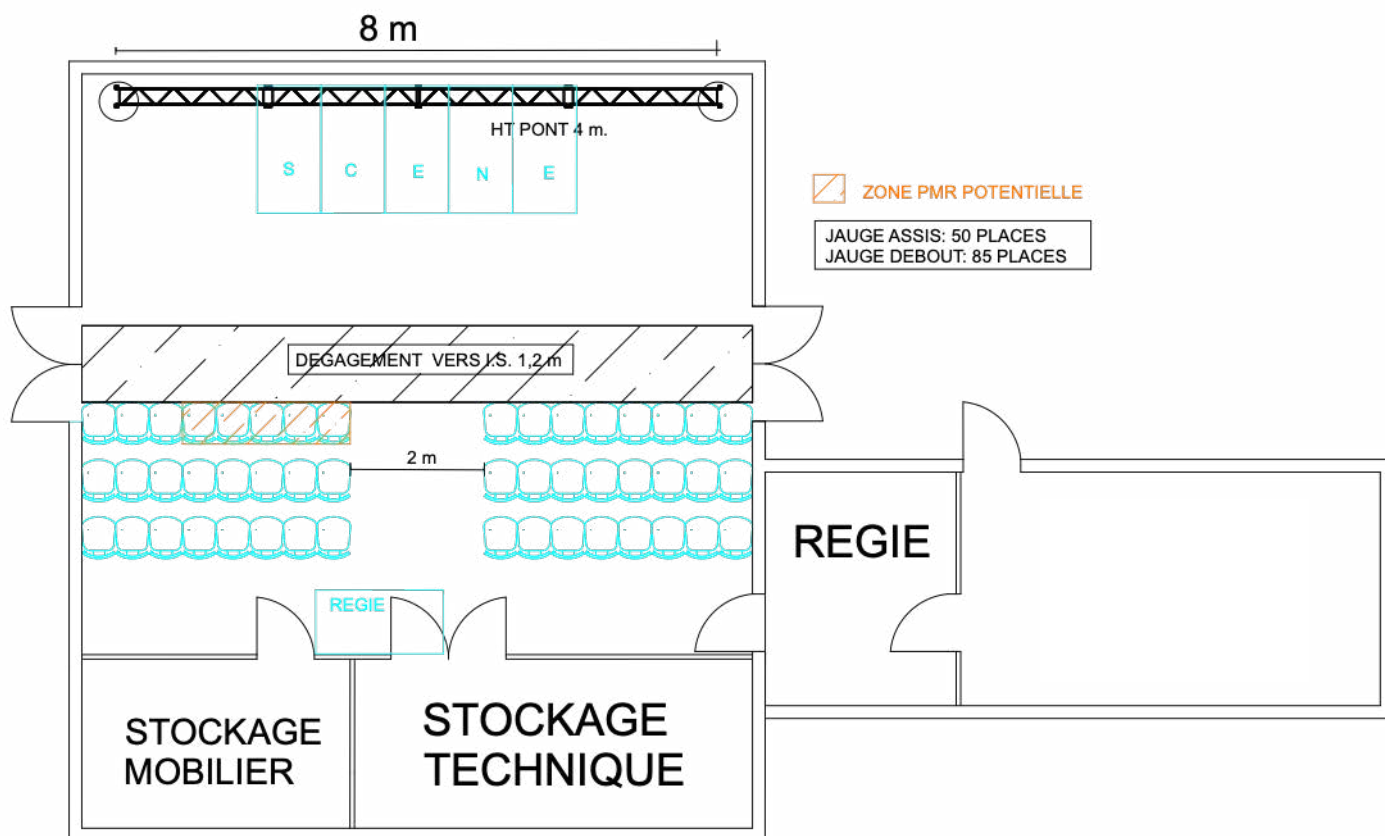 8 m
HT PONT 4 m.
S C E N E
ZONE PMR POTENTIELLE
JAUGE ASSIS: 50 PLACES
JAUGE DEBOUT: 85 PLACES
DEGAGEMENT VERS I.S. 1,2 m
2 m
REGIE
REGIE
STOCKAGE
MOBILIER
STOCKAGE
TECHNIQUE